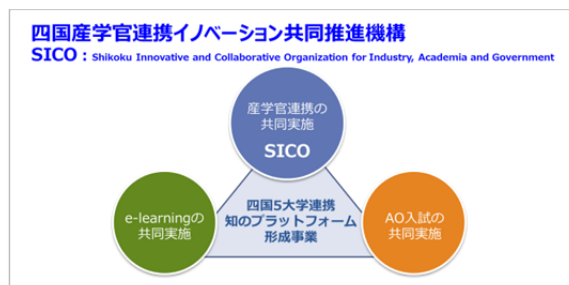 四国産学官連携イノベーション共同推進機構
SICO：Shikoku Innovative and Collaborative Organization for Industry, Academia and Government
産学官連携の
共同実施
SICO
四国5大学連携
知のプラットフォーム
形成事業
e-learningの
共同実施
AO入試の
共同実施